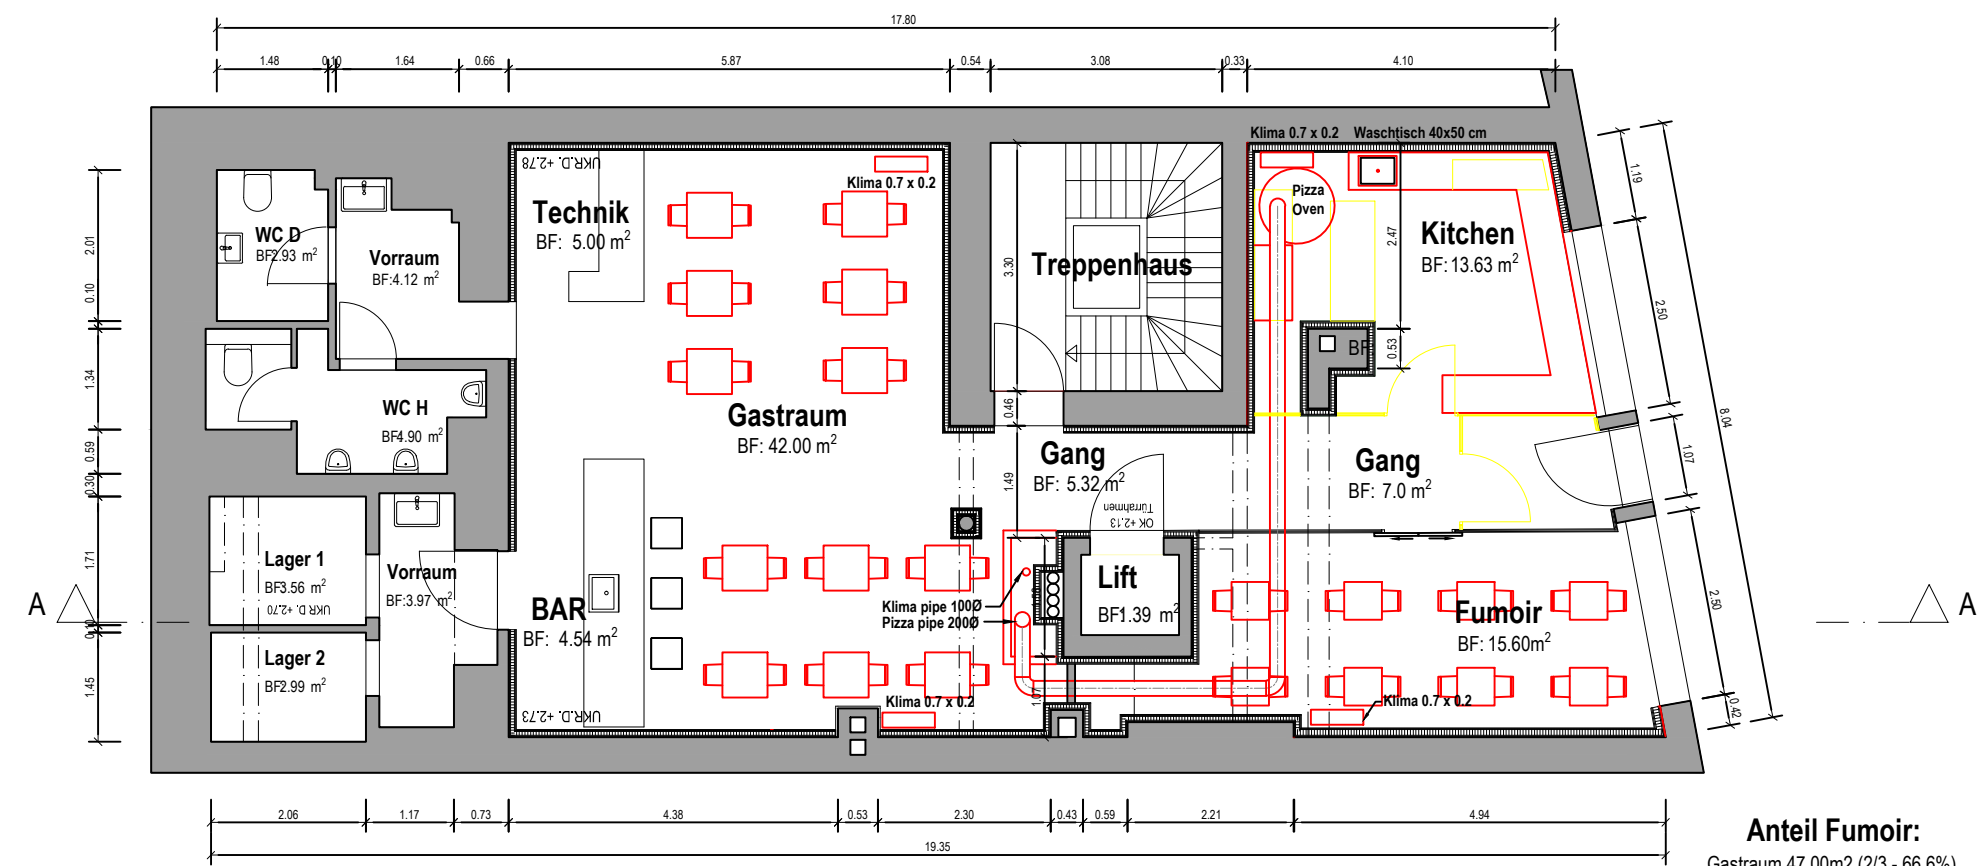 17.80
1.48
0.10
1.64
0.66
5.87
0.54
3.08
0.33
4.10
Klima 0.7 x 0.2
Waschtisch 40x50 cm
1.19
UKR.D. +2.78
Klima 0.7 x 0.2
Pizza
Oven
Technik
BF: 5.00 m²
WC D
BF2.93 m²
Vorraum
BF:4.12 m²
Treppenhaus
3.30
2.47
Kitchen
BF: 13.63 m²
2.01
0.10
2.50
8.04
BF
0.53
1.34
WC H
BF4.90 m²
Gastraum
BF: 42.00 m²
0.46
0.59
0.30
1.49
Gang
BF: 5.32 m²
Gang
BF: 7.0 m²
1.07
OK +2.13
Türrahmen
1.71
Lager 1
BF3.56 m²
UKR D. +2.70
Vorraum
BF:3.97 m²
BAR
BF: 4.54 m²
Klima pipe 100Ø
Pizza pipe 200Ø
Lift
BF1.39 m²
Fumoir
BF: 15.60m²
2.50
A
A
0.10
Lager 2
BF2.99 m²
1.45
UKR.D. +2.73
Klima 0.7 x 0.2
1.07
Klima 0.7 x 0.2
0.42
2.06
1.17
0.73
4.38
0.53
2.30
0.43
0.59
2.21
4.94
19.35
Anteil Fumoir:
Gastraum 47.00m2 (2/3 - 66.6%)